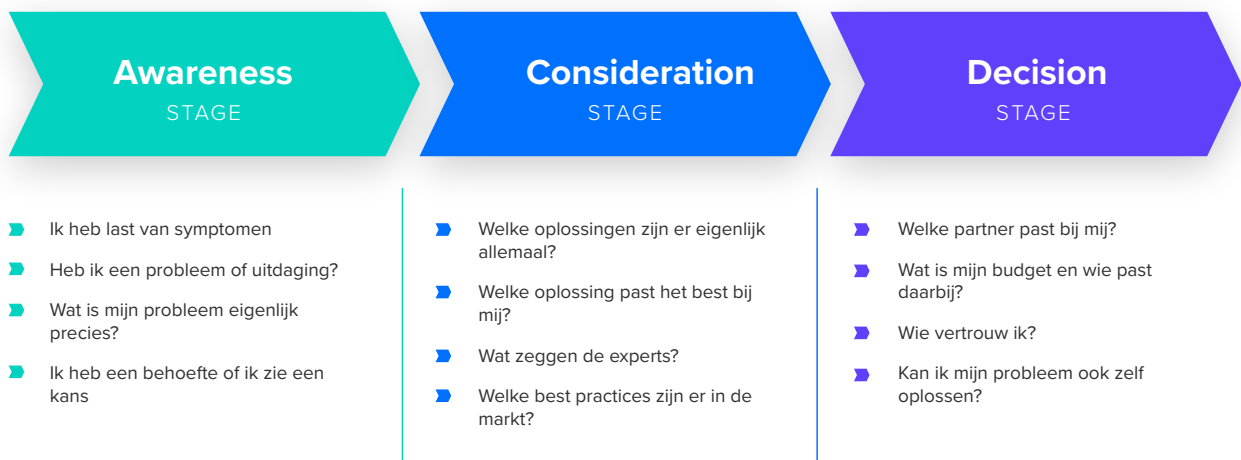 Awareness
STAGE
Ik heb last van symptomen
Heb ik een probleem of uitdaging?
Wat is mijn probleem eigenlijk
precies?
Ik heb een behoefte of ik zie een
kans
Consideration
STAGE
Welke oplossingen zijn er eigenlijk
allemaal?
Welke oplossing past het best bij
mij?
Wat zeggen de experts?
Welke best practices zijn er in de
markt?
Decision
STAGE
Welke partner past bij mij?
Wat is mijn budget en wie past
daarbij?
Wie vertrouw ik?
Kan ik mijn probleem ook zelf
oplossen?